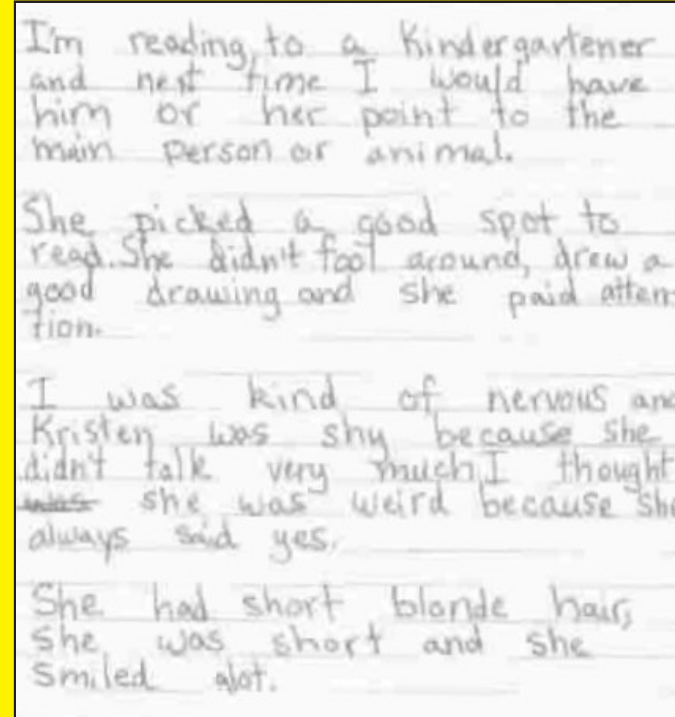 I'm reading to a Kindergartener
and nest time I would have
him or her point to the
main person or animal.
She picked a good spot to
read. She didn't fool around, drew a
good drawing and she paid atten
tion.
I was kind of nervous and
Kristen was shy because she
didn't talk very much, I thought
was she was weird because she
always said yes.
She had short blonde hair,
she was short and she
smiled alot.